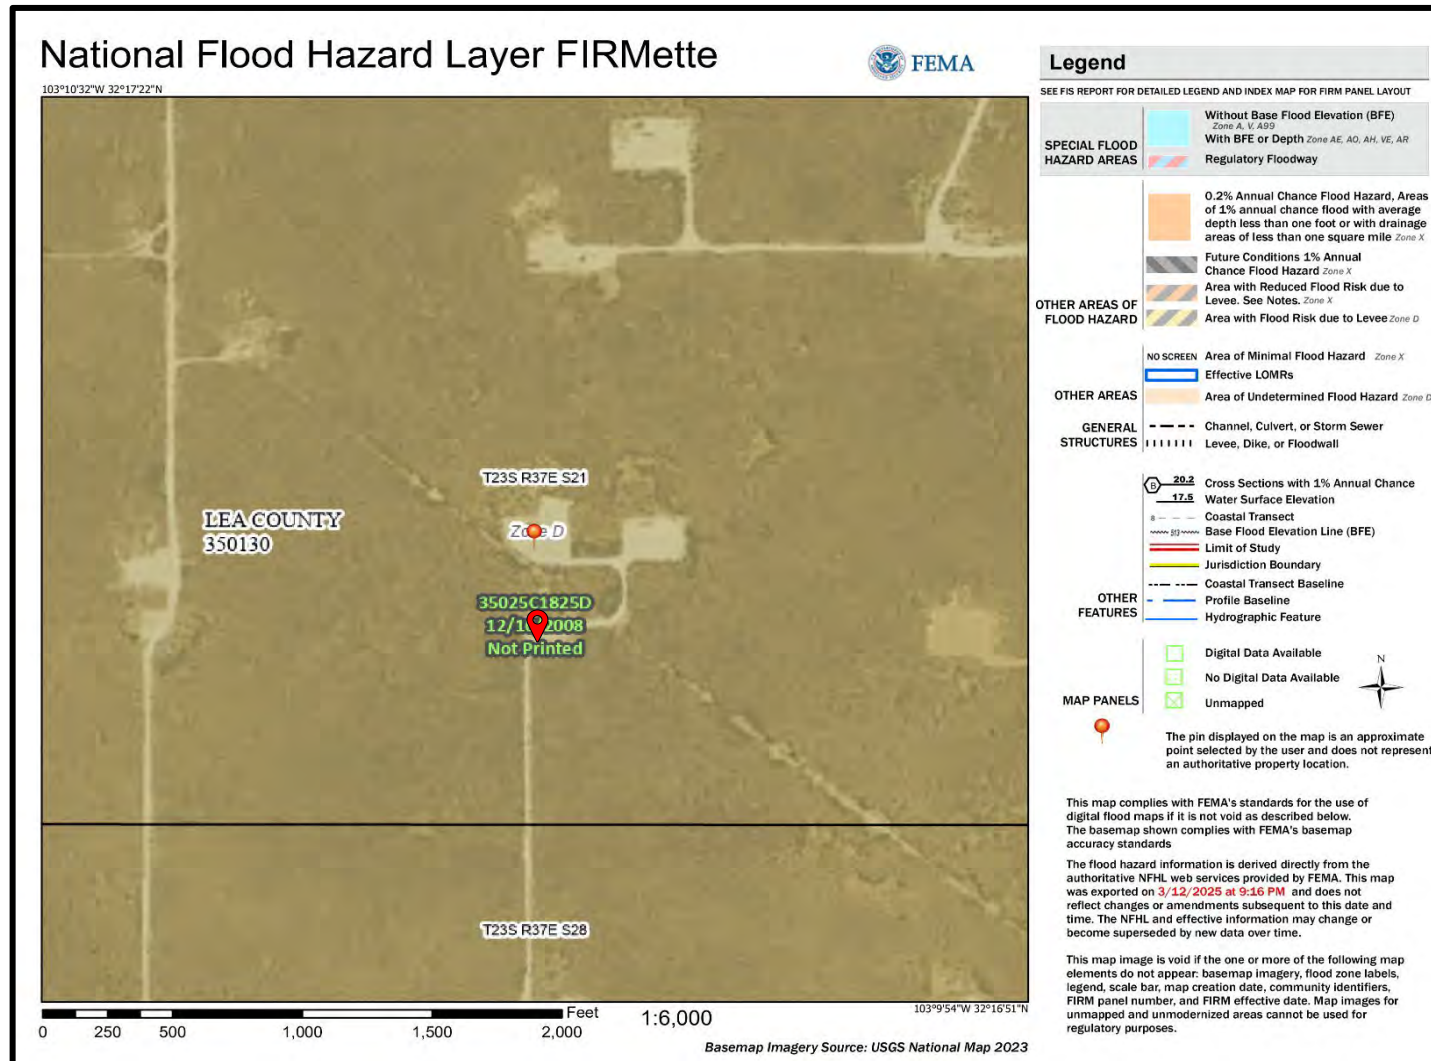 National Flood Hazard Layer FIRMette
FEMA
103°10'32"W 32°17'22"N
T23S R37E S21
LEA COUNTY
350130
Zone D
35025C1825D
2008
Not Printed
T23S R37E S28
0 250 500 1,000 1,500 2,000
Feet
1:6,000
103°9'54"W 32°16'51"N
Basemap Imagery Source: USGS National Map 2023
Legend
SEE FIS REPORT FOR DETAILED LEGEND AND INDEX MAP FOR FIRM PANEL LAYOUT
SPECIAL FLOOD
HAZARD AREAS
Without Base Flood Elevation (BFE)
Zone A, V, A99
With BFE or Depth Zone AE, AO, AH, VE, AR
Regulatory Floodway
OTHER AREAS OF
FLOOD HAZARD
0.2% Annual Chance Flood Hazard, Areas
of 1% annual chance flood with average
depth less than one foot or with drainage
areas of less than one square mile Zone X
Future Conditions 1% Annual
Chance Flood Hazard Zone X
Area with Reduced Flood Risk due to
Levee. See Notes. Zone X
Area with Flood Risk due to Levee Zone D
OTHER AREAS
NO SCREEN Area of Minimal Flood Hazard Zone X
Effective LOMRs
Area of Undetermined Flood Hazard Zone D
GENERAL
STRUCTURES
Channel, Culvert, or Storm Sewer
Levee, Dike, or Floodwall
OTHER
FEATURES
B 20.2 Cross Sections with 1% Annual Chance
17.5 Water Surface Elevation
8 Coastal Transect
513 Base Flood Elevation Line (BFE)
Limit of Study
Jurisdiction Boundary
Coastal Transect Baseline
Profile Baseline
Hydrographic Feature
MAP PANELS
Digital Data Available
No Digital Data Available
Unmapped
N
The pin displayed on the map is an approximate
point selected by the user and does not represent
an authoritative property location.
This map complies with FEMA's standards for the use of
digital flood maps if it is not void as described below.
The basemap shown complies with FEMA's basemap
accuracy standards
The flood hazard information is derived directly from the
authoritative NFHL web services provided by FEMA. This map
was exported on 3/12/2025 at 9:16 PM and does not
reflect changes or amendments subsequent to this date and
time. The NFHL and effective information may change or
become superseded by new data over time.
This map image is void if the one or more of the following map
elements do not appear: basemap imagery, flood zone labels,
legend, scale bar, map creation date, community identifiers,
FIRM panel number, and FIRM effective date. Map images for
unmapped and unmodernized areas cannot be used for
regulatory purposes.